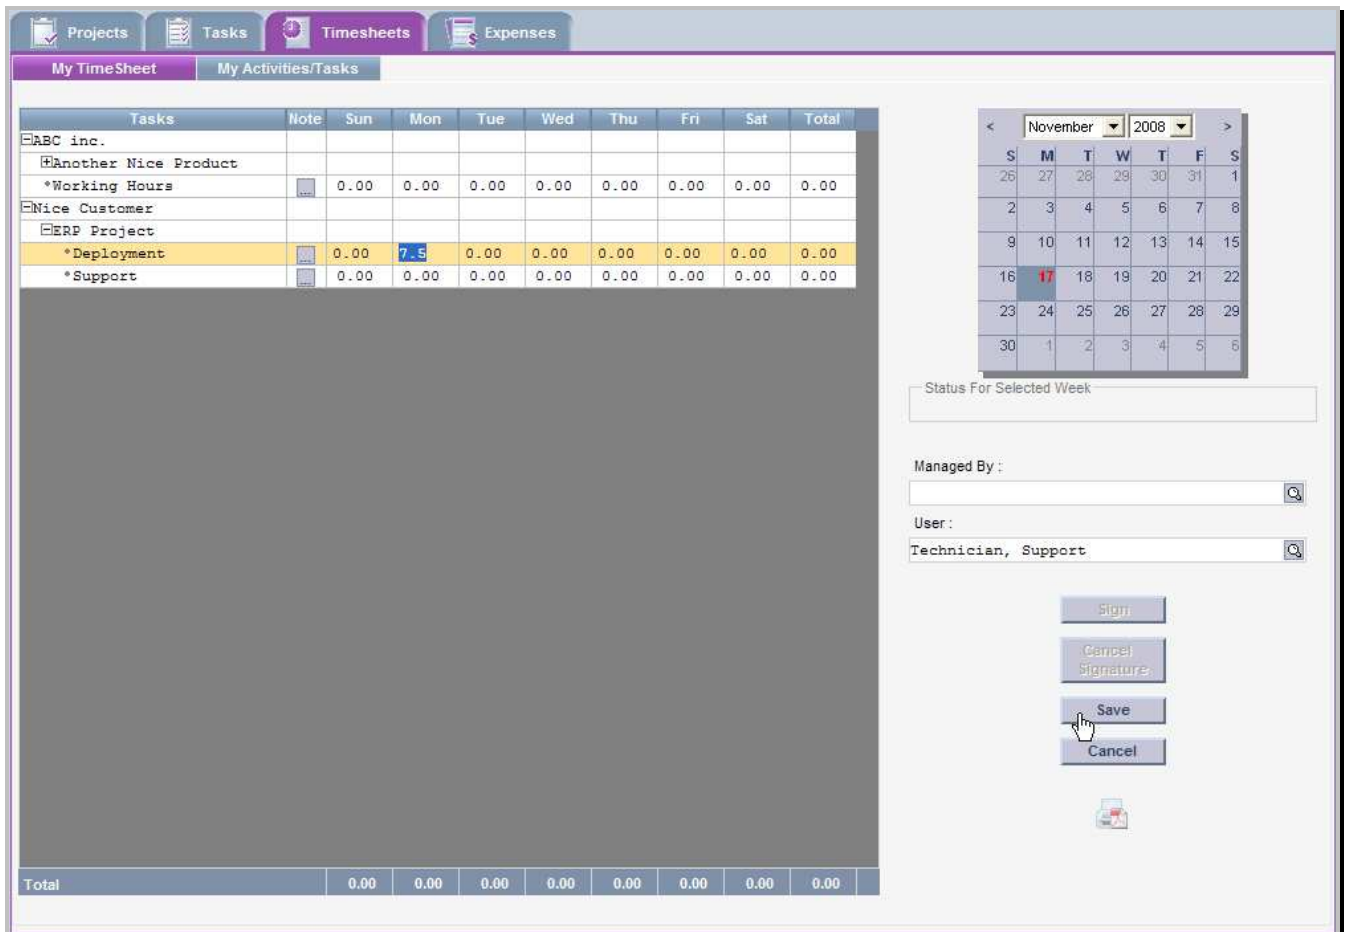 Projects Tasks Timesheets Expenses
My TimeSheet My Activities/Tasks
Tasks Note Sun Mon Tue Wed Thu Fri Sat Total
ABC inc.
Another Nice Product
*Working Hours ... 0.00 0.00 0.00 0.00 0.00 0.00 0.00 0.00
Nice Customer
ERP Project
*Deployment ... 0.00 7.5 0.00 0.00 0.00 0.00 0.00 0.00
*Support ... 0.00 0.00 0.00 0.00 0.00 0.00 0.00 0.00
Total 0.00 0.00 0.00 0.00 0.00 0.00 0.00 0.00
< November 2008 >
S M T W T F S
26 27 28 29 30 31 1
2 3 4 5 6 7 8
9 10 11 12 13 14 15
16 17 18 19 20 21 22
23 24 25 26 27 28 29
30 1 2 3 4 5 6
Status For Selected Week
Managed By :
User :
Technician, Support
Sign
Cancel
Signature
Save
Cancel